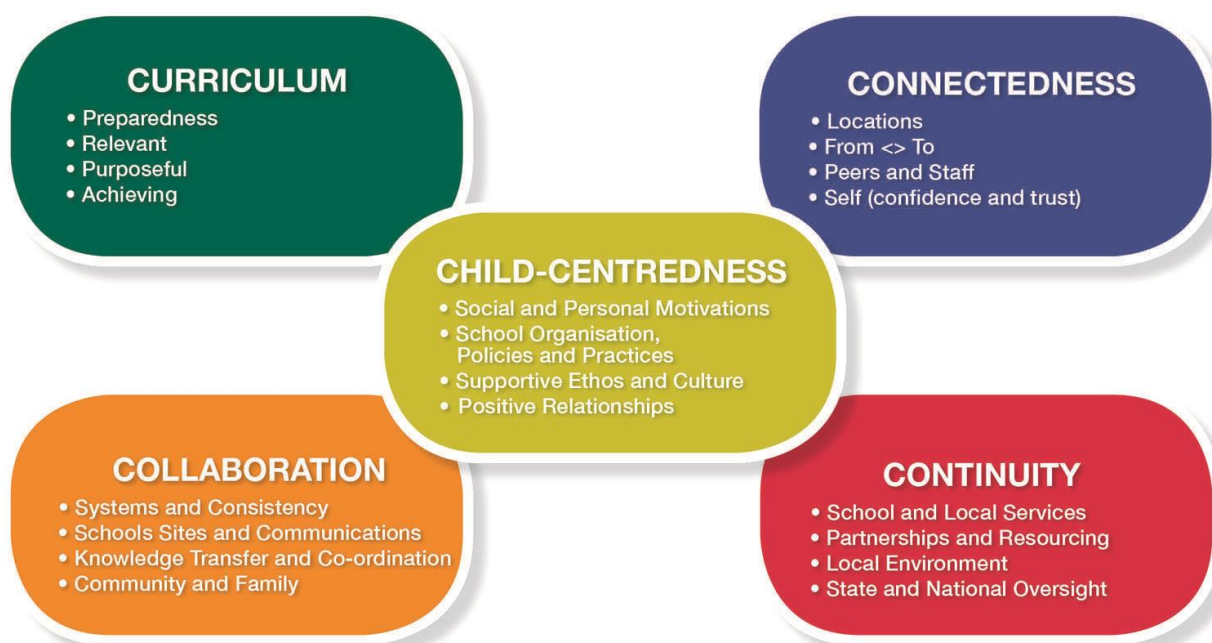 CURRICULUM
• Preparedness
• Relevant
• Purposeful
• Achieving
CONNECTEDNESS
• Locations
• From <> To
• Peers and Staff
• Self (confidence and trust)
CHILD-CENTREDNESS
• Social and Personal Motivations
• School Organisation,
Policies and Practices
• Supportive Ethos and Culture
• Positive Relationships
COLLABORATION
• Systems and Consistency
• Schools Sites and Communications
• Knowledge Transfer and Co-ordination
• Community and Family
CONTINUITY
• School and Local Services
• Partnerships and Resourcing
• Local Environment
• State and National Oversight